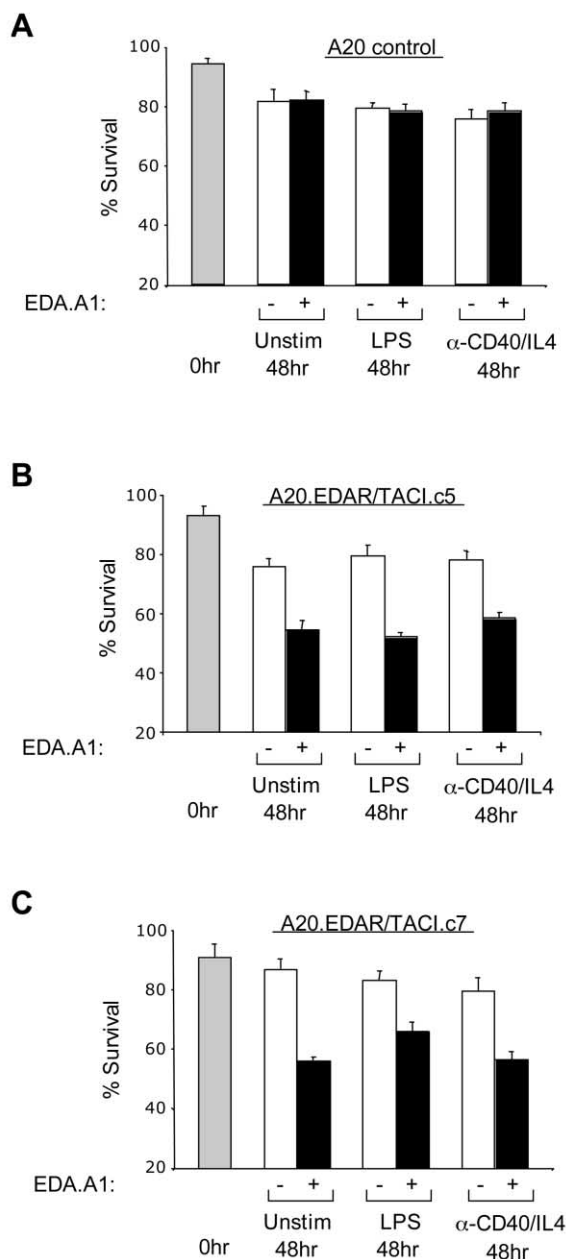 A
A20 control
100
80
60
40
20
% Survival
EDA.A1: - + - + - +
Unstim LPS α-CD40/IL4
0hr 48hr 48hr 48hr
B
A20.EDAR/TACI.c5
100
80
60
40
20
% Survival
EDA.A1: - + - + - +
Unstim LPS α-CD40/IL4
0hr 48hr 48hr 48hr
C
A20.EDAR/TACI.c7
100
80
60
40
20
% Survival
EDA.A1: - + - + - +
Unstim LPS α-CD40/IL4
0hr 48hr 48hr 48hr